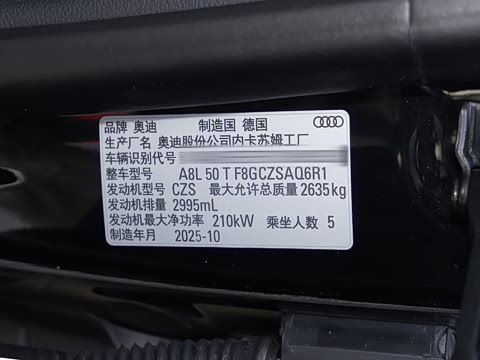 品牌 奥迪 制造国 德国
生产厂名 奥迪股份公司内卡苏姆工厂
车辆识别代号
整车型号 A8L 50 T F8GCZSAQ6R1
发动机型号 CZS 最大允许总质量 2635kg
发动机排量 2995mL
发动机最大净功率 210kW 乘坐人数 5
制造年月 2025-10